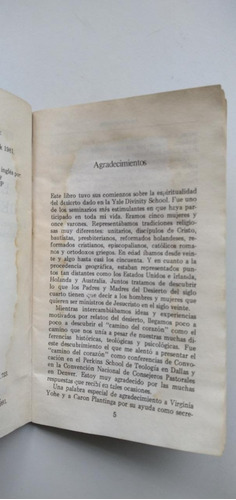 Agradecimientos
Este libro tuvo sus comienzos sobre la espiritualidad
del desierto dado en la Yale Divinity School. Fue uno
de los seminarios más estimulantes en que haya par-
ticipado en toda mi vida. Eramos cinco mujeres y
once varones. Representábamos tradiciones religio-
sas muy diferentes: unitarios, discípulos de Cristo,
bautistas, presbiterianos, reformados holandeses, re-
formados cristianos, episcopalianos, católicos roma-
nos y ortodoxos griegos. En edad íbamos desde vein-
te y algo hasta casi los cincuenta. Y en cuanto a la
procedencia geográfica, estaban representados pun-
tos tan distantes como los Estados Unidos e Irlanda,
Holanda y Australia. Juntos tratamos de descubrir
lo que los Padres y Madres del Desierto del siglo
cuarto tienen que decir a los hombres y mujeres que
quieren ser ministros de Jesucristo en el siglo veinte.
Mientras intercambiábamos ideas y experiencias
motivados por relatos del desierto, llegamos poco a
poco a descubrir el "camino del corazón" como el
camino que nos unía a pesar de nuestras muchas di-
ferencias históricas, teológicas y psicológicas. Fue
este descubrimiento el que me alentó a presentar el
"camino del corazón" como conferencias de Convoca-
ción en el Perkins School de Teología en Dallas y
en la Convención Nacional de Consejeros Pastorales
en Denver. Estoy muy agradecido por las muchas
respuestas que recibí en tales ocasiones.
Una palabra especial de agradecimiento a Virginia
Yohe y a Caron Plantinga por su ayuda como secre-
5